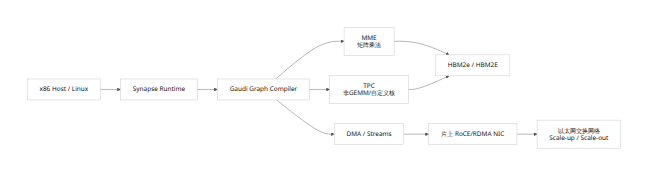 MME
矩阵乘法
HBM2e / HBM2E
x86 Host / Linux
Synapse Runtime
Gaudi Graph Compiler
TPC
非GEMM/自定义核
DMA / Streams
片上 RoCE/RDMA NIC
以太网交换网络
Scale-up / Scale-out